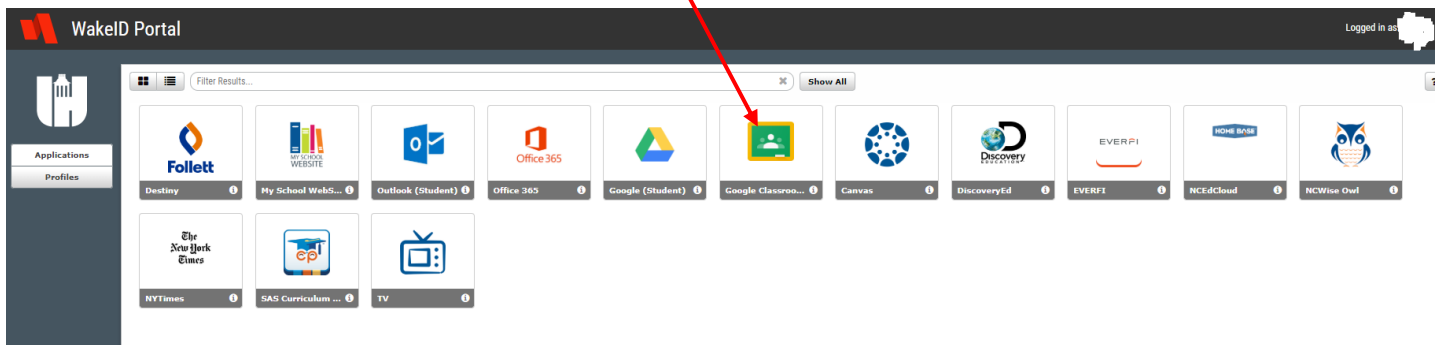 WakeID Portal
Logged in as:
Filter Results...
Show All
?
Applications
Profiles
Follett
MY SCHOOL
WEBSITE
Office 365
Discovery
EDUCATION
EVERFI
HOME BASE
Destiny
My School WebS...
Outlook (Student)
Office 365
Google (Student)
Google Classroo...
Canvas
DiscoveryEd
EVERFI
NCEdCloud
NCWise Owl
The
New York
Times
cp
NYTimes
SAS Curriculum ...
TV